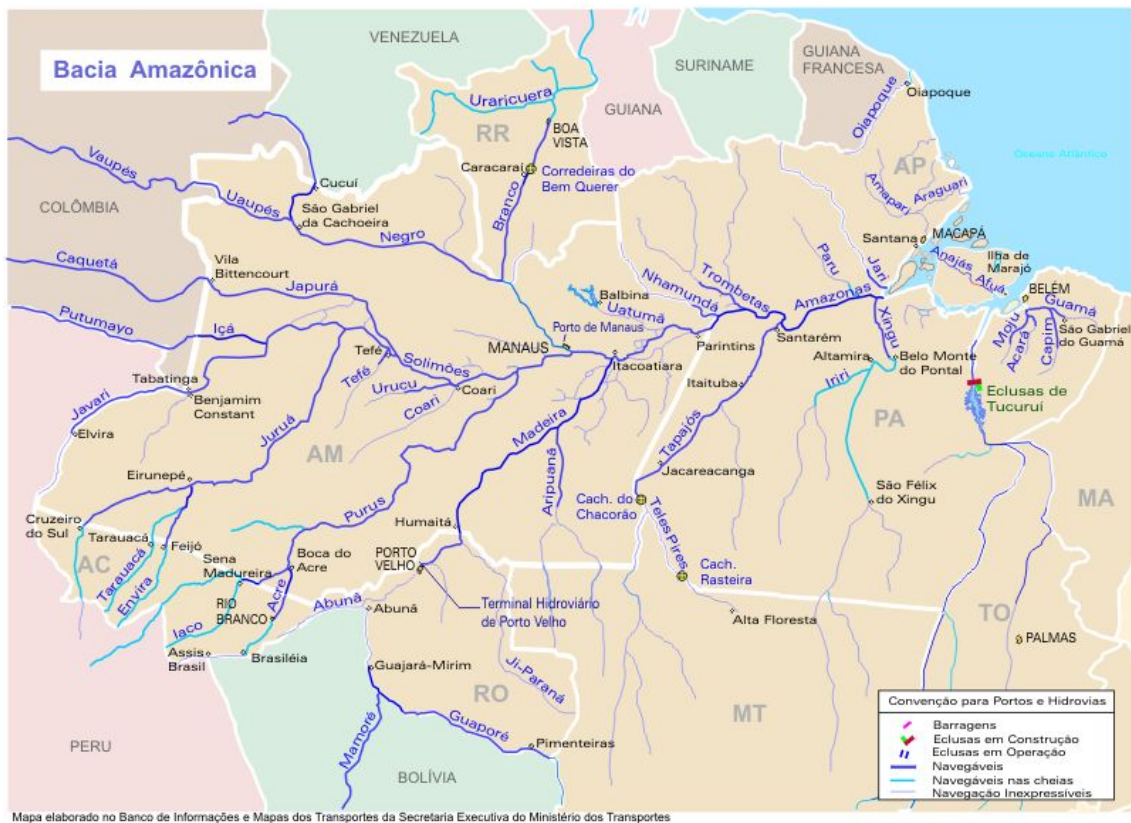 Bacia Amazônica
VENEZUELA
SURINAME
GUIANA
FRANCESA
GUIANA
COLÔMBIA
PERU
BOLÍVIA
Oceano Atlântico
RR
AP
AM
PA
MA
AC
RO
MT
TO
Uraricuera
BOA
VISTA
Caracaraí
Corredeiras do
Bem Querer
Branco
Oiapoque
Oiapoque
Amapari
Araguari
Santana
MACAPÁ
Anajás
Afuá
Ilha de
Marajó
BELÉM
Guamá
São Gabriel
do Guamá
Moju
Acará
Capim
Vaupés
Uaupés
Cucuí
São Gabriel
da Cachoeira
Negro
Caquetá
Vila
Bittencourt
Japurá
Putumayo
Içá
Tabatinga
Benjamim
Constant
Javari
Elvira
Tefé
Tefé
Solimões
Urucu
Coari
Coari
Balbina
Uatumã
Porto de Manaus
MANAUS
Itacoatiara
Nhamundá
Trombetas
Parintins
Paru
Jari
Amazonas
Santarém
Xingu
Altamira
Belo Monte
do Pontal
Iriri
Itaituba
Eclusas de
Tucuruí
Juruá
Eirunepé
Cruzeiro
do Sul
Tarauacá
Tarauacá
Feijó
Envira
Sena
Madureira
Purus
Boca do
Acre
RIO
BRANCO
Acre
Iaco
Assis
Brasil
Brasiléia
Madeira
Aripuanã
Humaitá
PORTO
VELHO
Terminal Hidroviário
de Porto Velho
Abunã
Abunã
Guajará-Mirim
Mamoré
Guaporé
Ji-Paraná
Pimenteiras
Tapajós
Jacareacanga
Cach. do
Chacorão
Teles Pires
Cach.
Rasteira
Alta Floresta
São Félix
do Xingu
PALMAS
Convenção para Portos e Hidrovias
Barragens
Eclusas em Construção
Eclusas em Operação
Navegáveis
Navegáveis nas cheias
Navegação Inexpressíveis
Mapa elaborado no Banco de Informações e Mapas dos Transportes da Secretaria Executiva do Ministério dos Transportes